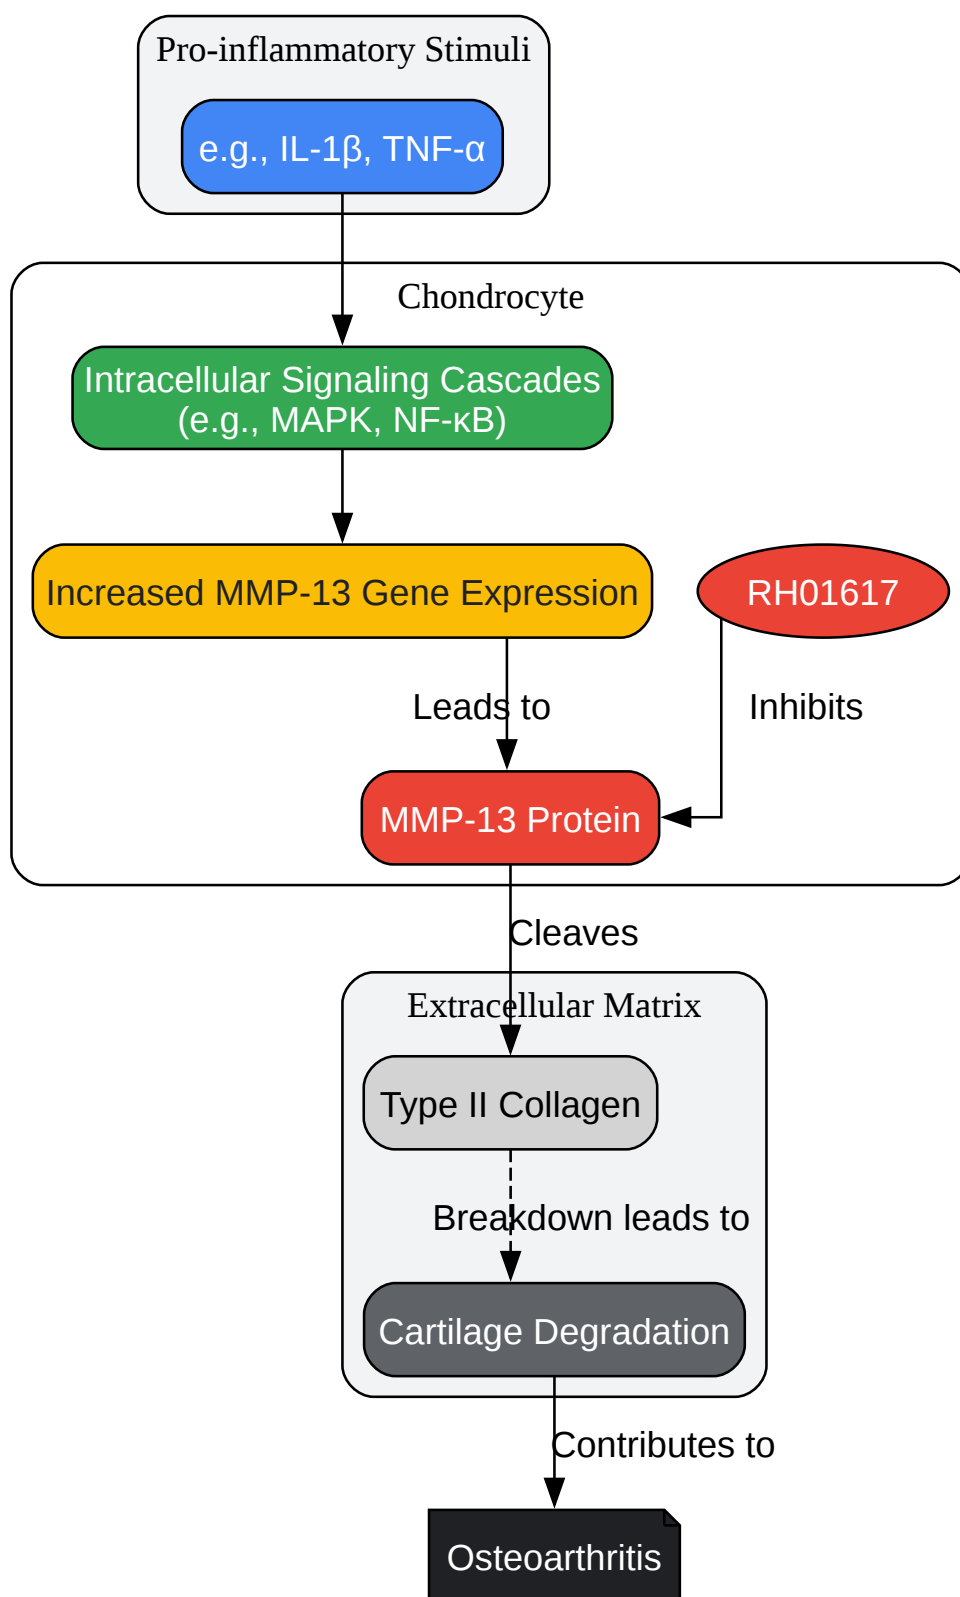 Pro-inflammatory Stimuli
e.g., IL-1β, TNF-α
Chondrocyte
Intracellular Signaling Cascades
(e.g., MAPK, NF-κB)
Increased MMP-13 Gene Expression
RH01617
Leads to
Inhibits
MMP-13 Protein
Cleaves
Extracellular Matrix
Type II Collagen
Breakdown leads to
Cartilage Degradation
Contributes to
Osteoarthritis